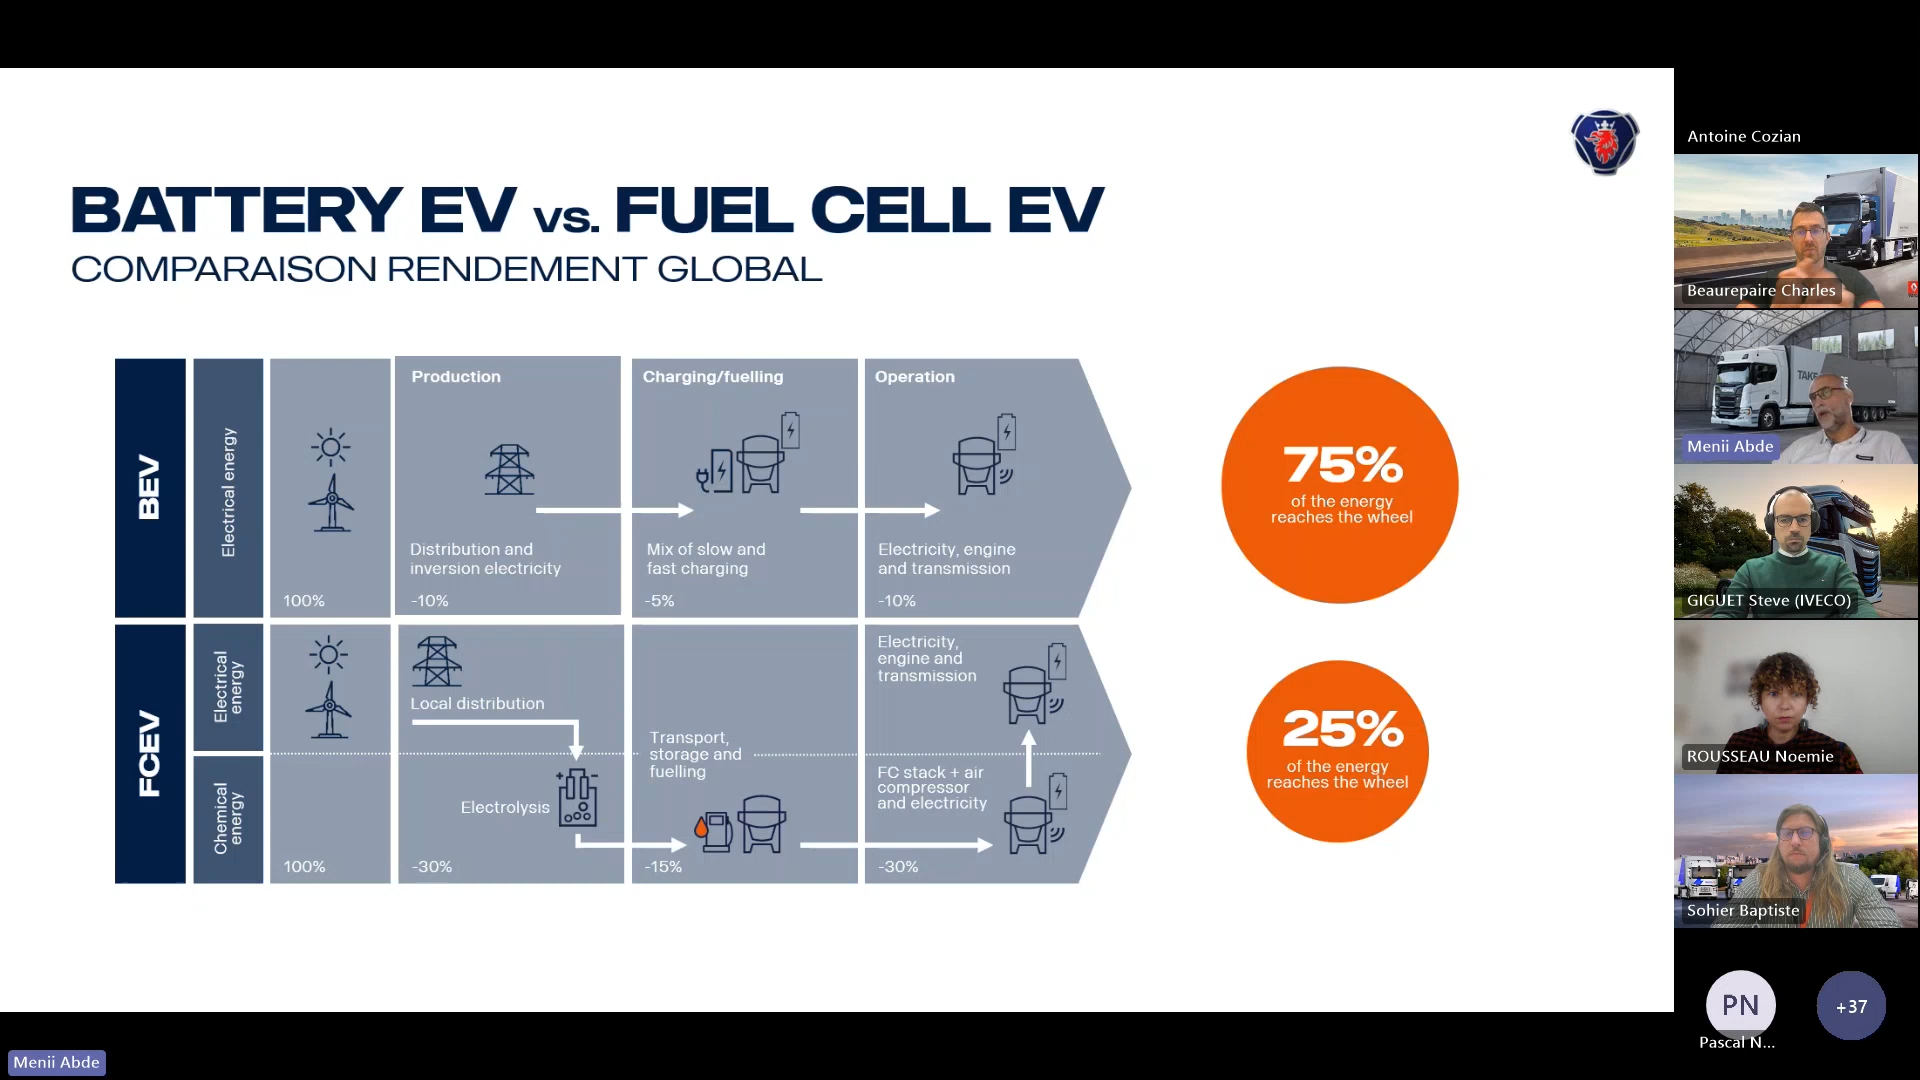 BATTERY EV vs. FUEL CELL EV
COMPARAISON RENDEMENT GLOBAL
BEV
Electrical energy
100%
Production
Distribution and
inversion electricity
-10%
Charging/fuelling
Mix of slow and
fast charging
-5%
Operation
Electricity, engine
and transmission
-10%
75%
of the energy
reaches the wheel
FCEV
Electrical
energy
Chemical
energy
100%
Local distribution
Electrolysis
-30%
Transport,
storage and
fuelling
-15%
Electricity,
engine and
transmission
FC stack + air
compressor
and electricity
-30%
25%
of the energy
reaches the wheel
Antoine Cozian
Beaurepaire Charles
Menii Abde
GIGUET Steve (IVECO)
ROUSSEAU Noemie
Sohier Baptiste
PN
Pascal N...
+37
Menii Abde